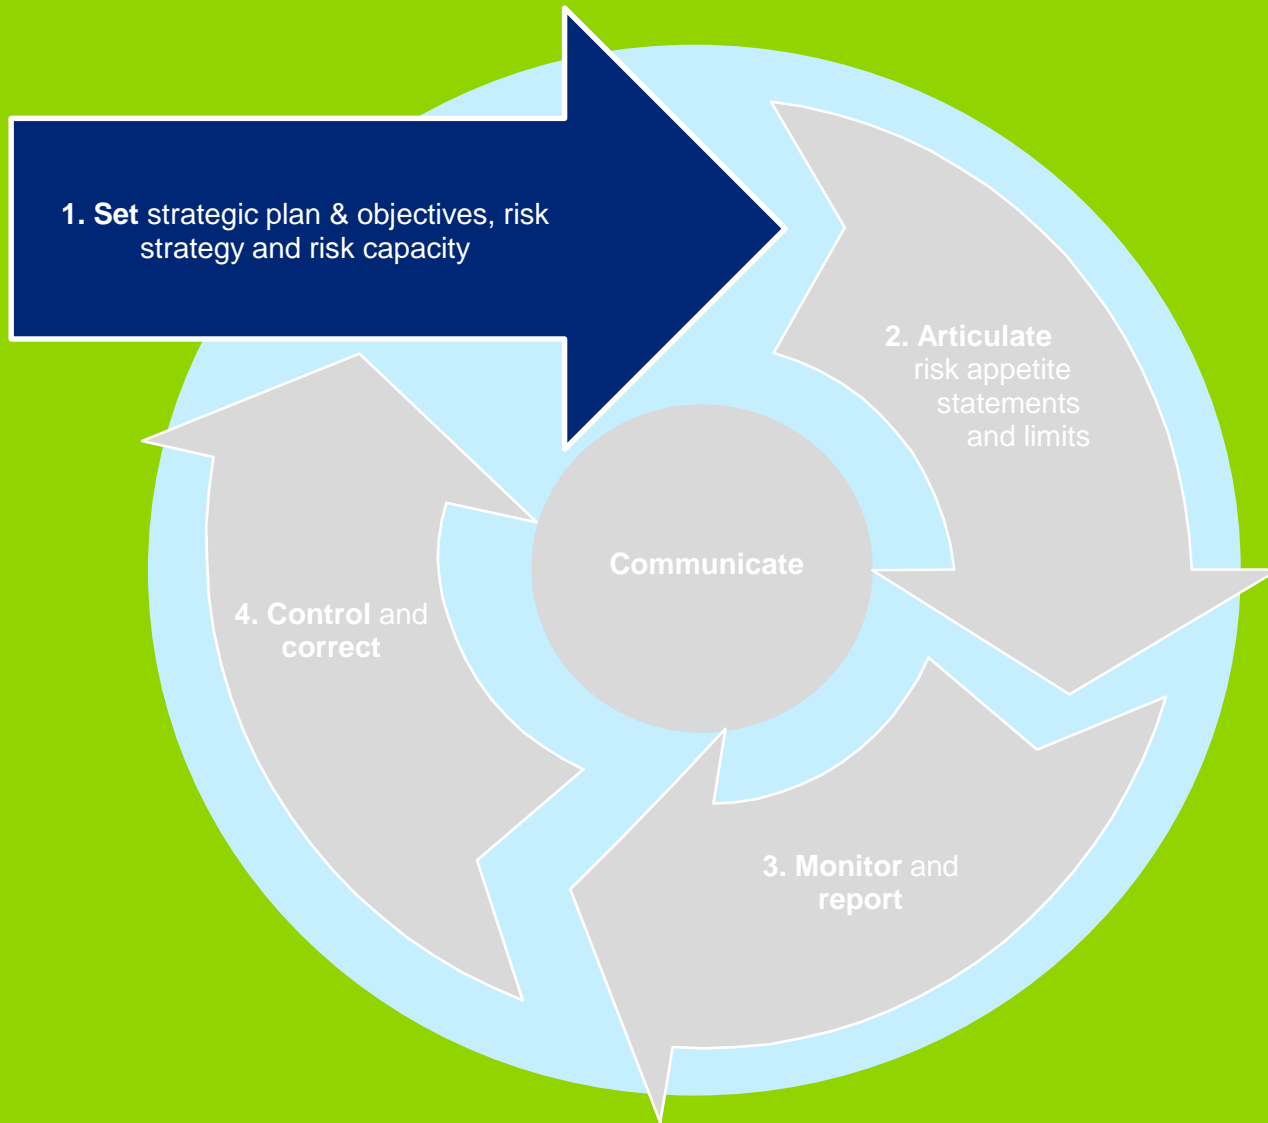 1. Set strategic plan & objectives, risk
strategy and risk capacity
2. Articulate
risk appetite
statements
and limits
Communicate
4. Control and
correct
3. Monitor and
report